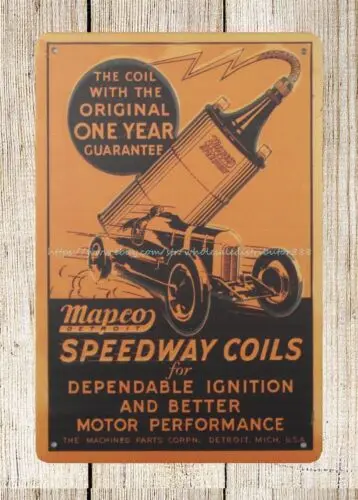 THE COIL
WITH THE
ORIGINAL
ONE YEAR
GUARANTEE
Mapco
DETROIT
SPEEDWAY COILS
for
DEPENDABLE IGNITION
AND BETTER
MOTOR PERFORMANCE
THE MACHINED PARTS CORPN. DETROIT, MICH. U.S.A.